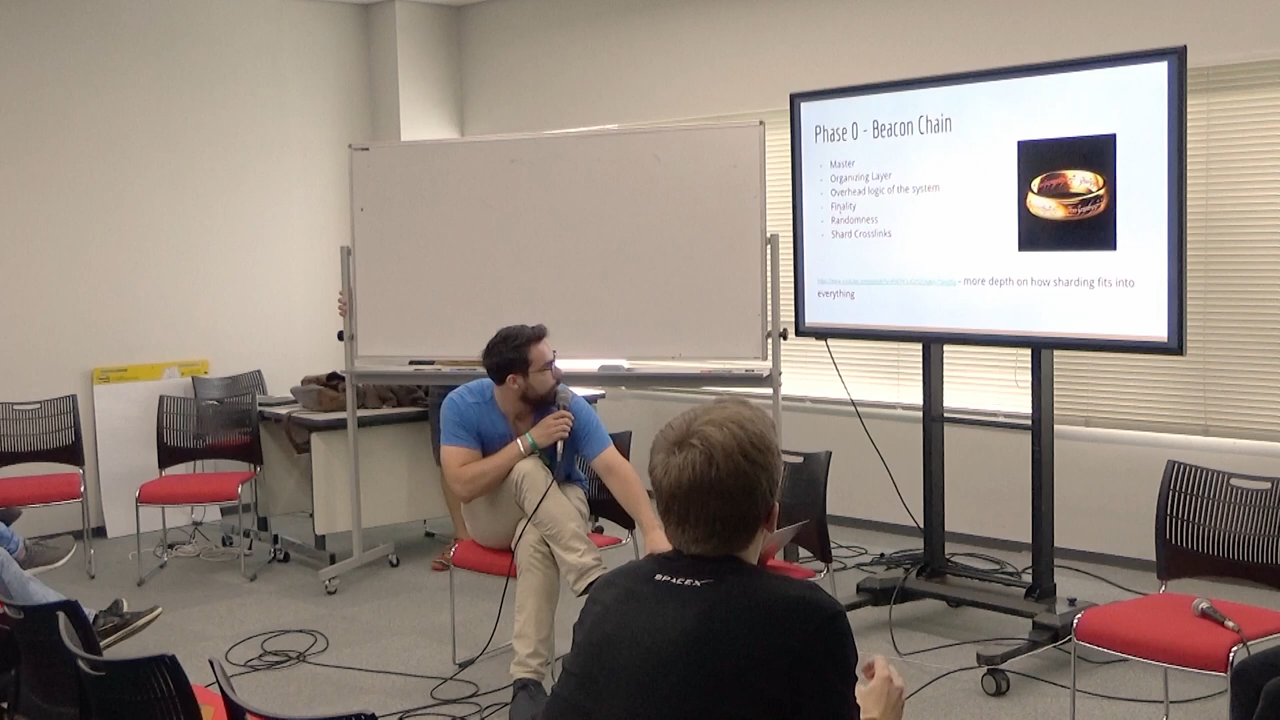 Phase 0 - Beacon Chain
- Master
- Organizing Layer
- Overhead logic of the system
- Finality
- Randomness
- Shard Crosslinks
- more depth on how sharding fits into
everything
SPACEX